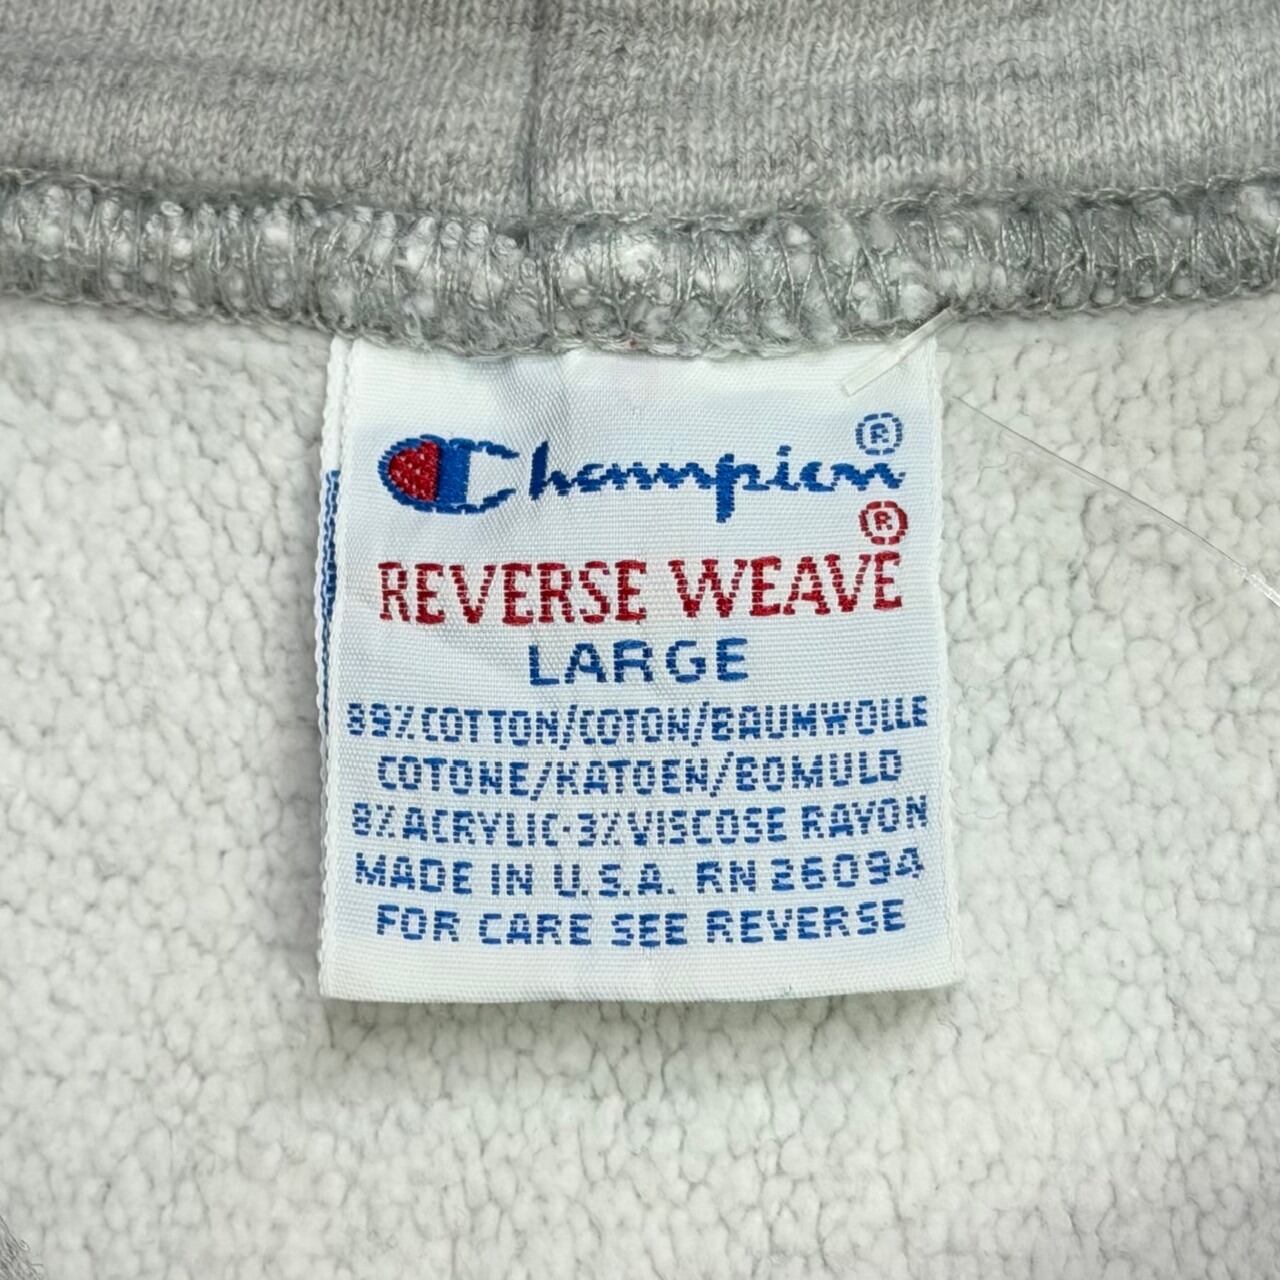 Champion®
REVERSE WEAVE®
LARGE
89% COTTON/COTON/BAUMWOLLE
COTONE/KATOEN/BOMULD
8% ACRYLIC·3% VISCOSE RAYON
MADE IN U.S.A. RN 26094
FOR CARE SEE REVERSE